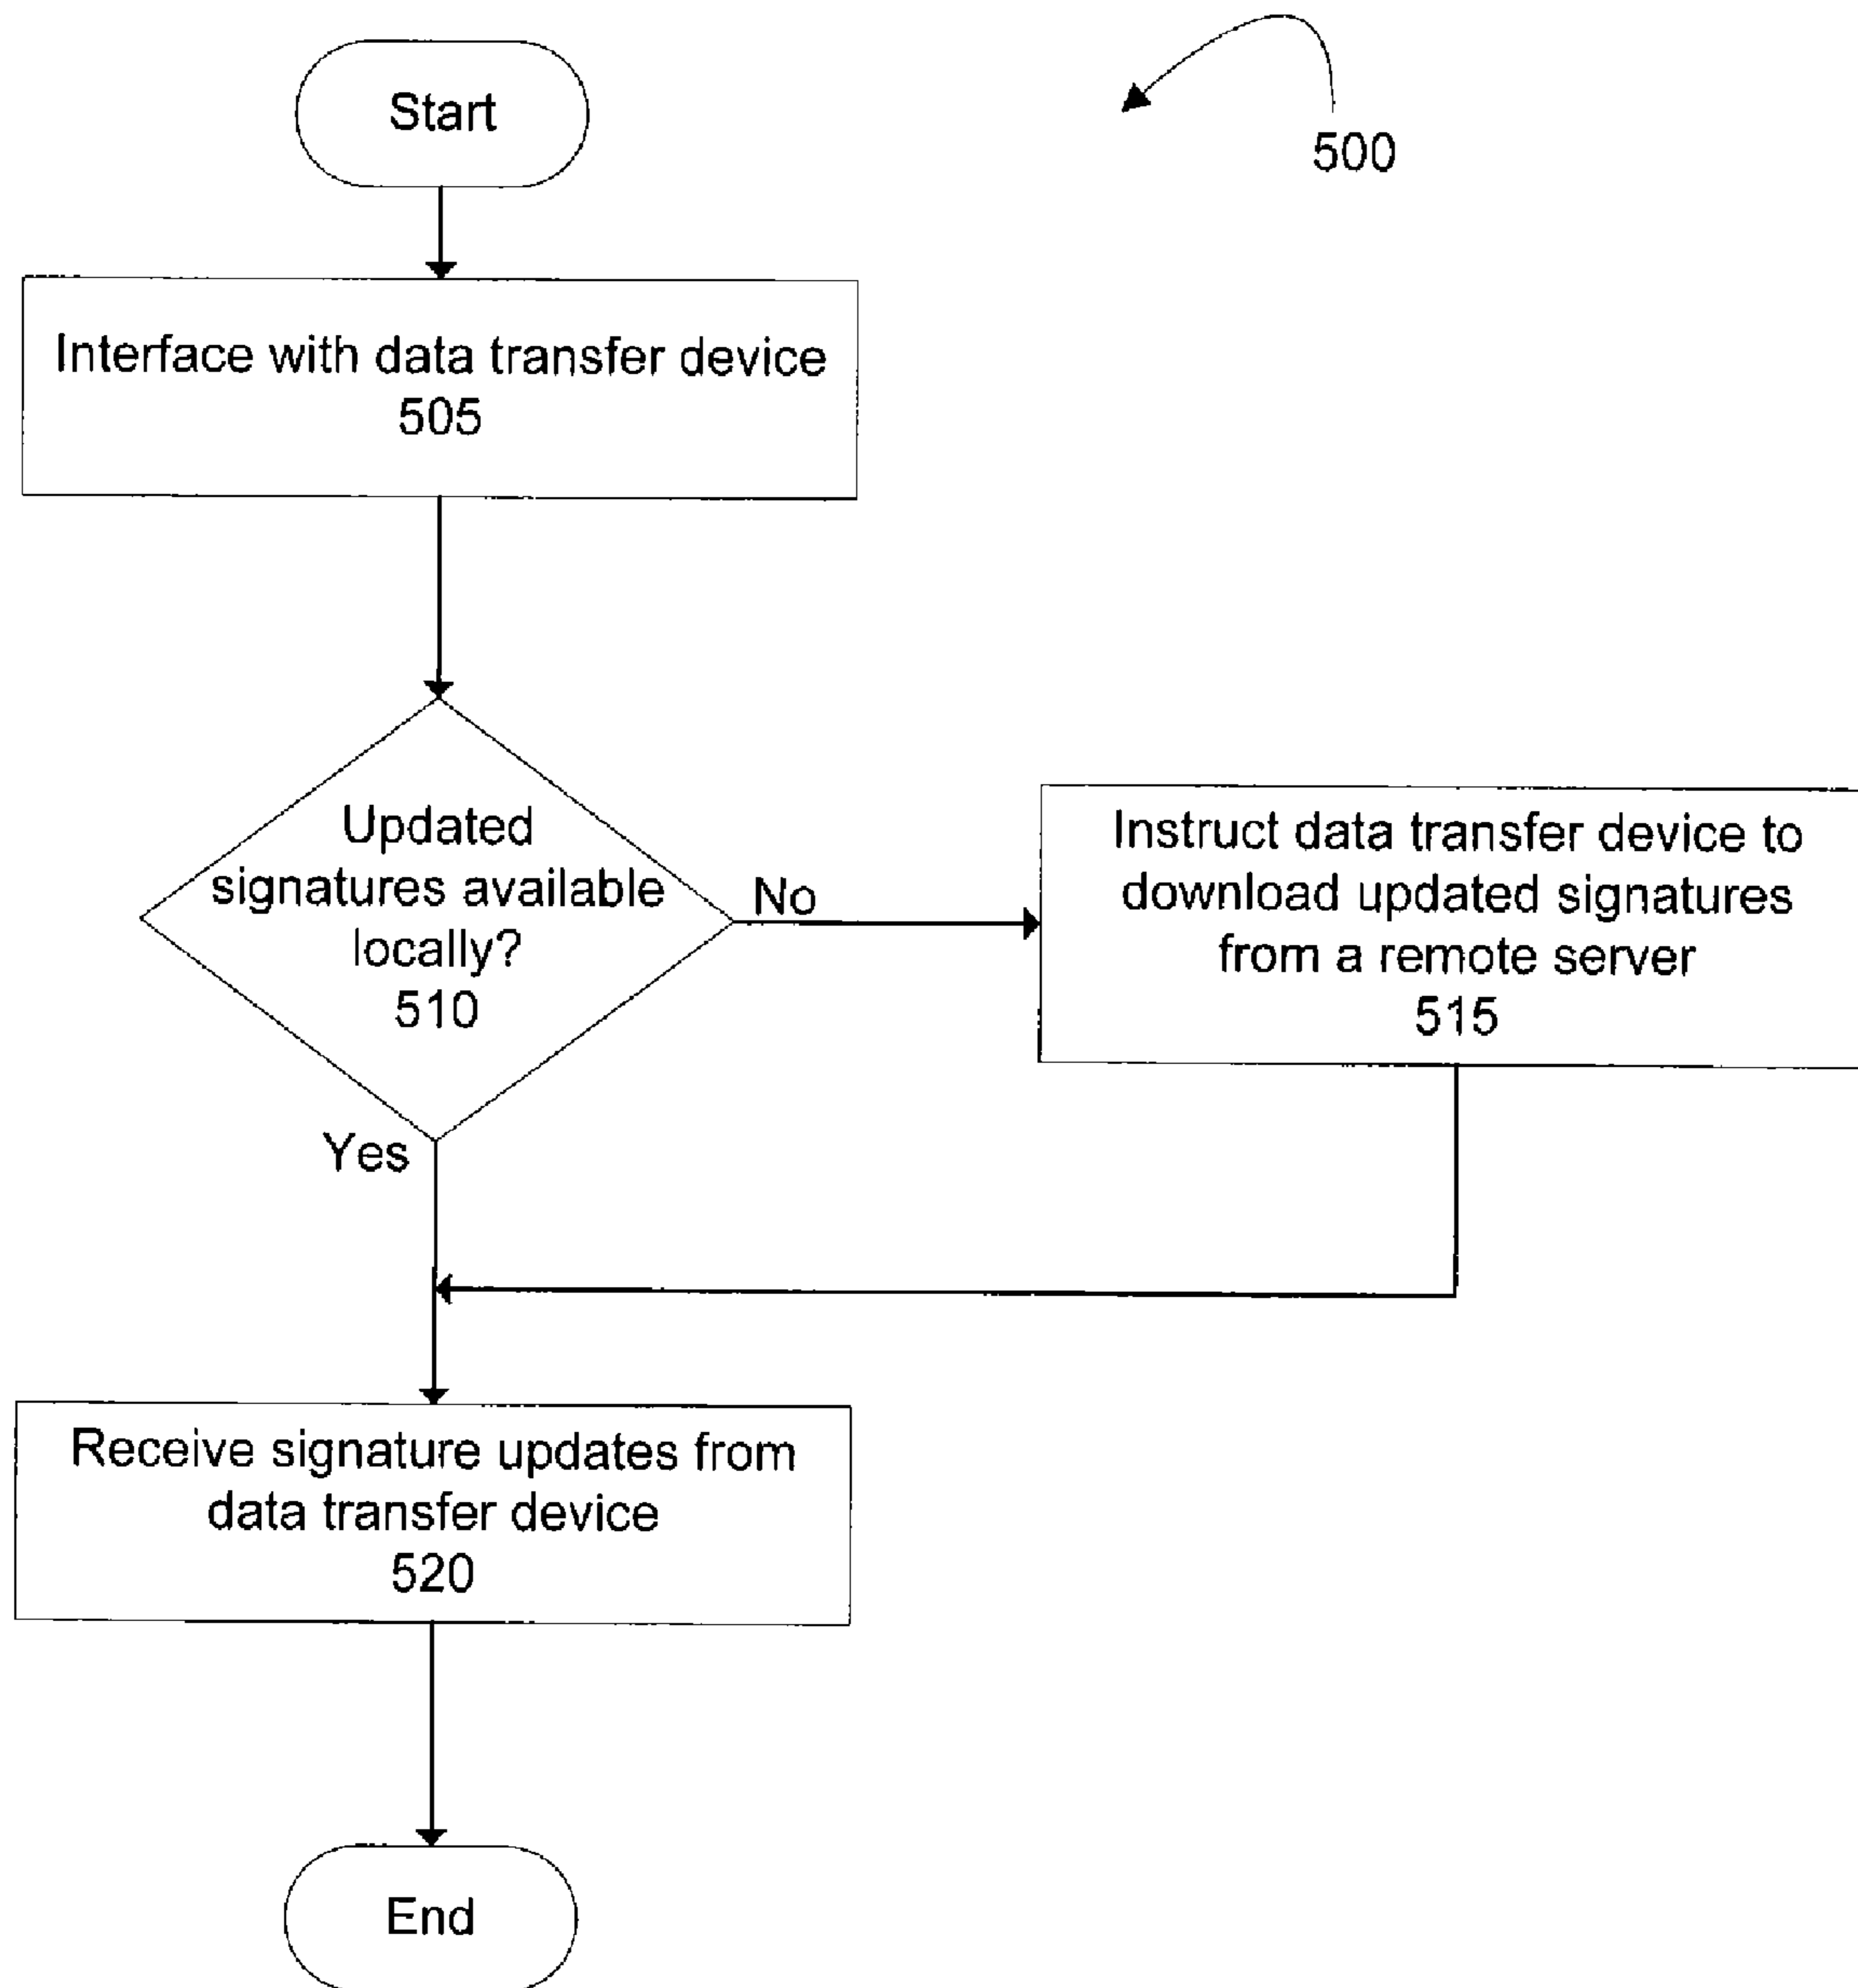 Start
500
Interface with data transfer device
505
Updated
signatures available
locally?
510
No
Instruct data transfer device to
download updated signatures
from a remote server
515
Yes
Receive signature updates from
data transfer device
520
End